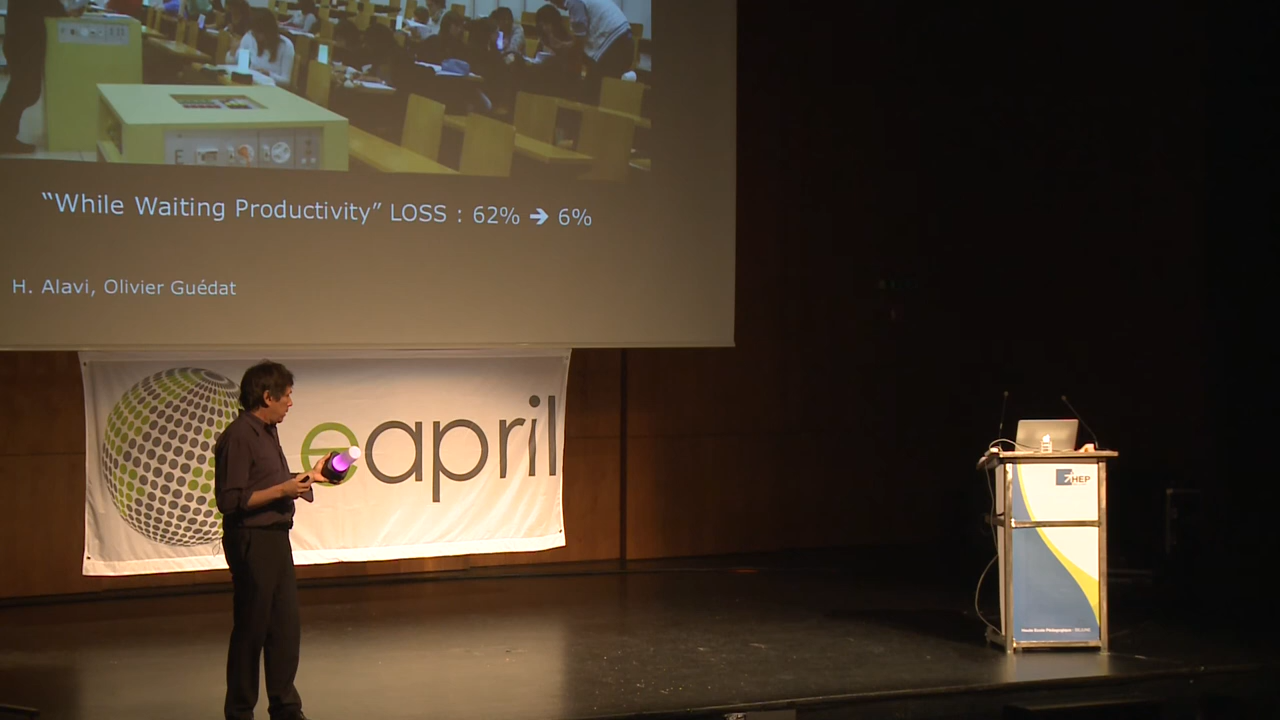 “While Waiting Productivity” LOSS : 62% ➔ 6%
H. Alavi, Olivier Guédat
eapril
HEP